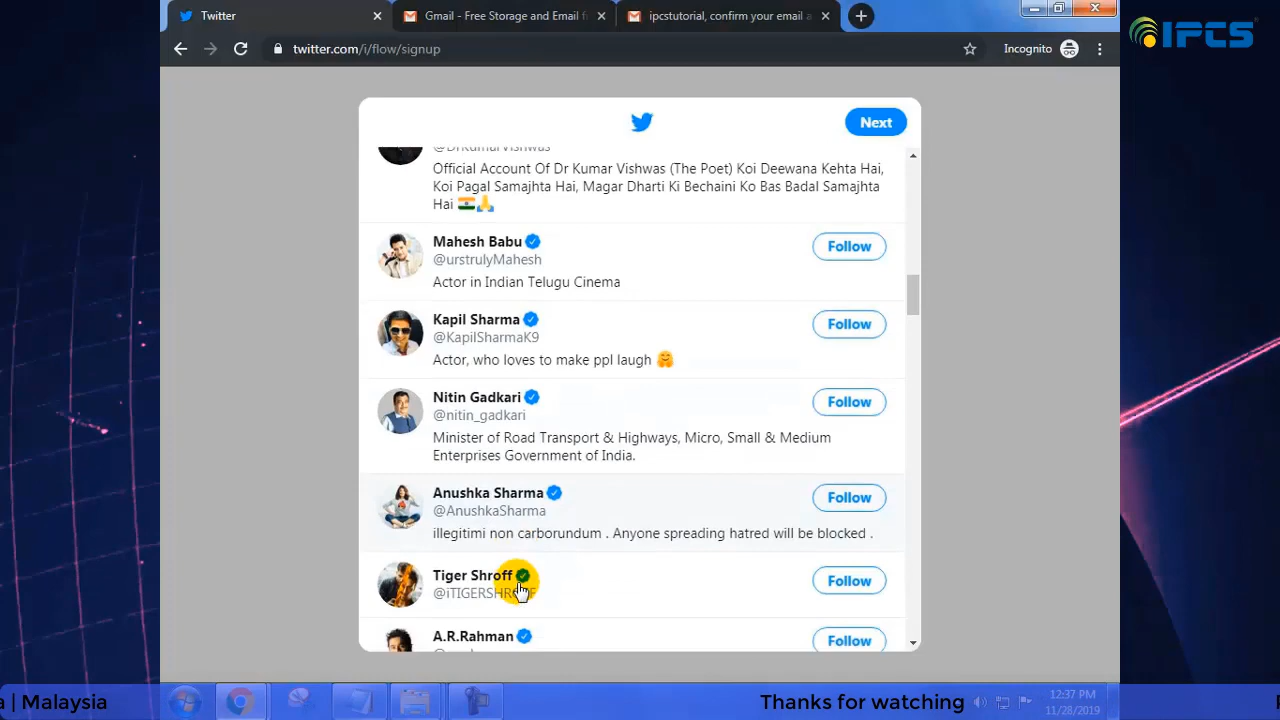 Twitter
Gmail - Free Storage and Email f
ipcstutorial, confirm your email a
IPCS
twitter.com/i/flow/signup
Incognito
Next
@DrKumarVishwas
Official Account Of Dr Kumar Vishwas (The Poet) Koi Deewana Kehta Hai,
Koi Pagal Samajhta Hai, Magar Dharti Ki Bechaini Ko Bas Badal Samajhta
Hai 🇮🇳🙏
Mahesh Babu
Follow
@urstrulyMahesh
Actor in Indian Telugu Cinema
Kapil Sharma
Follow
@KapilSharmaK9
Actor, who loves to make ppl laugh 🤗
Nitin Gadkari
Follow
@nitin_gadkari
Minister of Road Transport & Highways, Micro, Small & Medium
Enterprises Government of India.
Anushka Sharma
Follow
@AnushkaSharma
illegitimi non carborundum . Anyone spreading hatred will be blocked .
Tiger Shroff
Follow
@iTIGERSHROFF
A.R.Rahman
Follow
| Malaysia
Thanks for watching
12:37 PM
11/28/2019